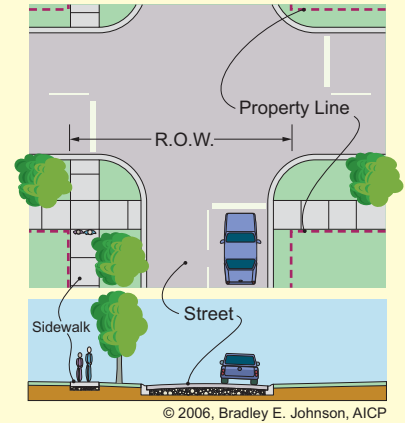 Property Line
R.O.W.
Street
Sidewalk
© 2006, Bradley E. Johnson, AICP